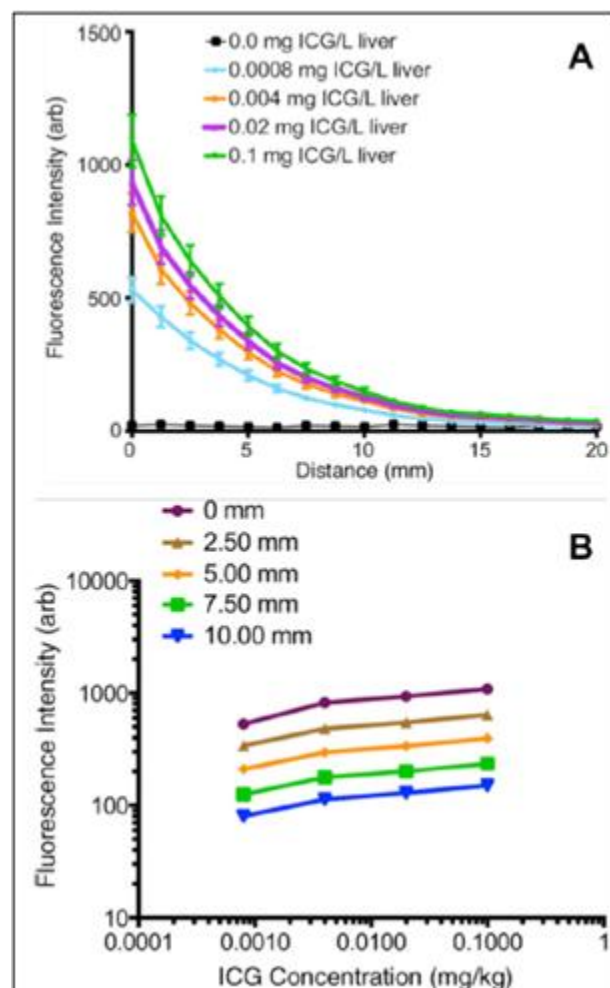 1500
0.0 mg ICG/L liver
A
0.0008 mg ICG/L liver
0.004 mg ICG/L liver
0.02 mg ICG/L liver
0.1 mg ICG/L liver
1000
500
0
Fluorescence Intensity (arb)
0 5 10 15 20
Distance (mm)
0 mm
B
2.50 mm
5.00 mm
7.50 mm
10.00 mm
10000
1000
100
10
Fluorescence Intensity (arb)
0.0001 0.0010 0.0100 0.1000 1
ICG Concentration (mg/kg)